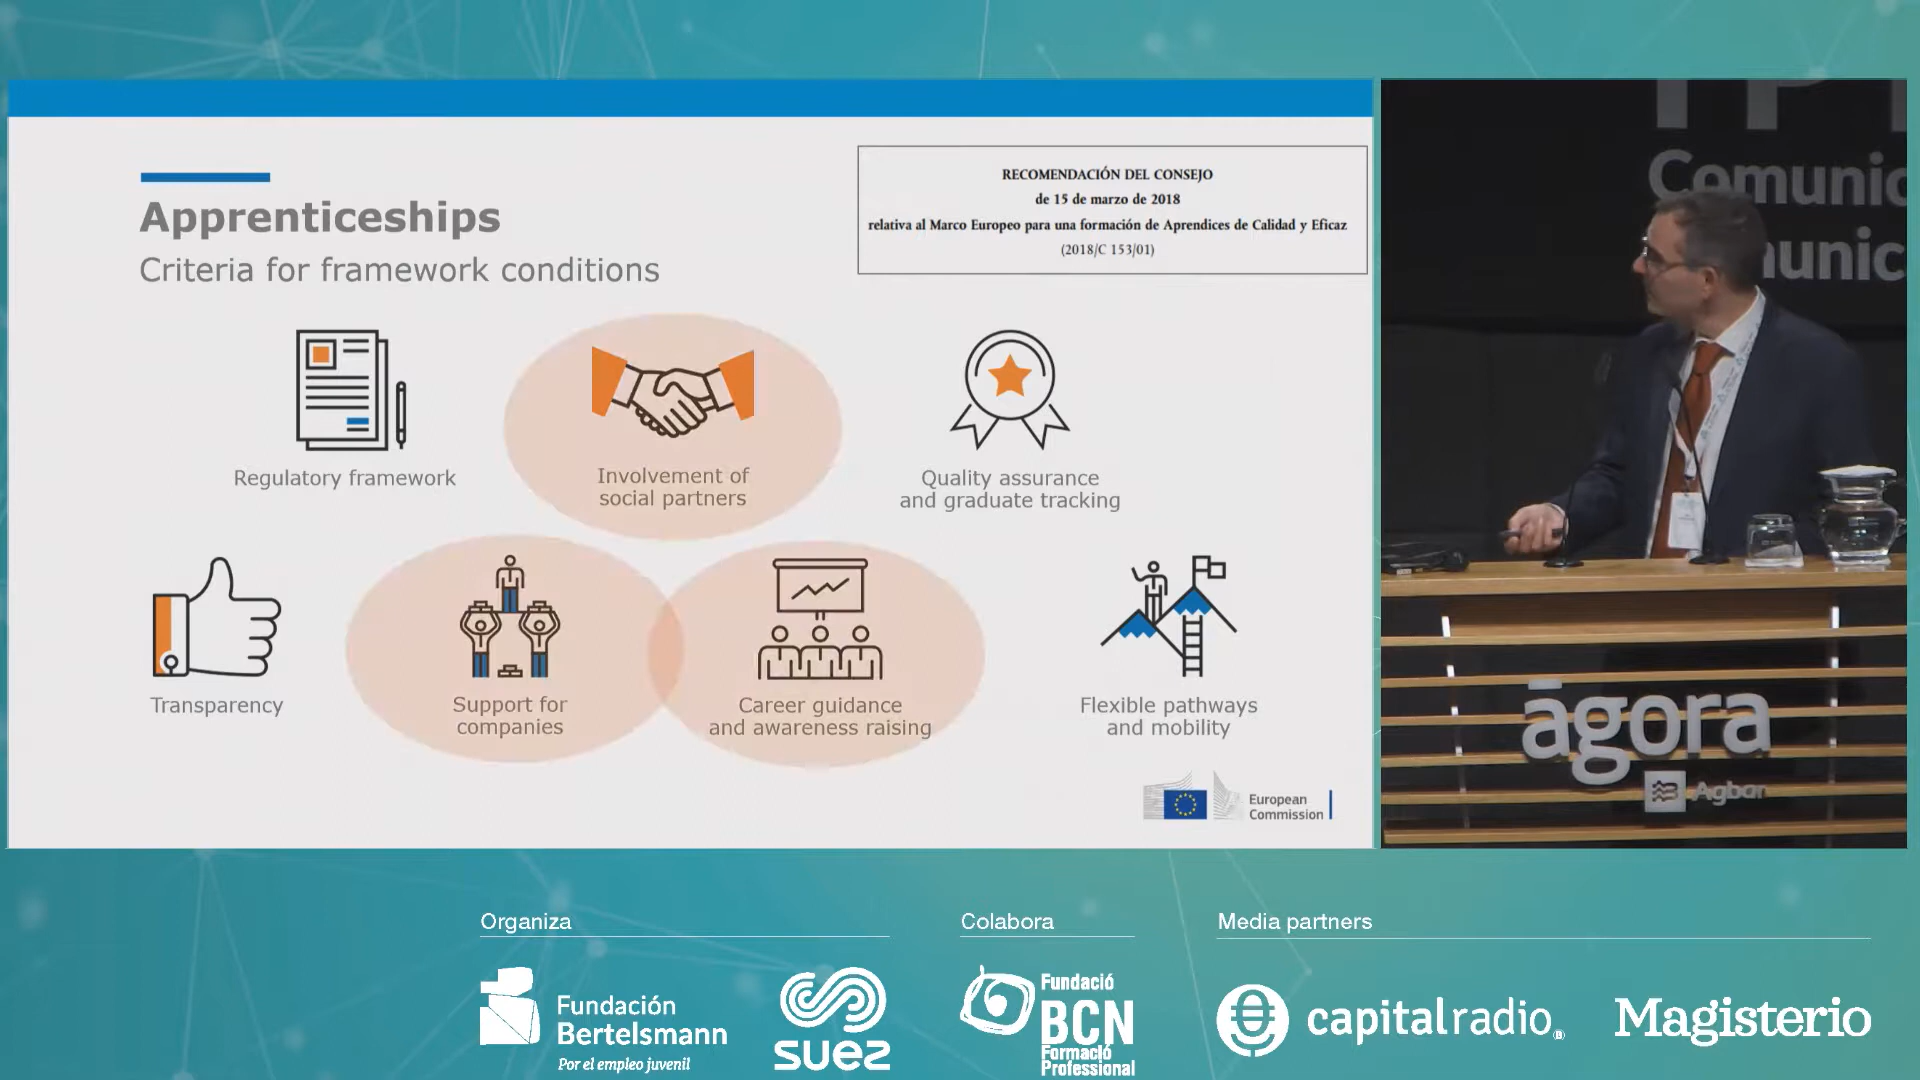 Apprenticeships
Criteria for framework conditions
RECOMENDACIÓN DEL CONSEJO
de 15 de marzo de 2018
relativa al Marco Europeo para una formación de Aprendices de Calidad y Eficaz
(2018/C 153/01)
Regulatory framework
Involvement of
social partners
Quality assurance
and graduate tracking
Transparency
Support for
companies
Career guidance
and awareness raising
Flexible pathways
and mobility
European
Commission
Comunic
munic
āgora
Agbar
Organiza
Colabora
Media partners
Fundación
Bertelsmann
Por el empleo juvenil
suez
Fundació
BCN
Formació
Professional
capitalradio
Magisterio